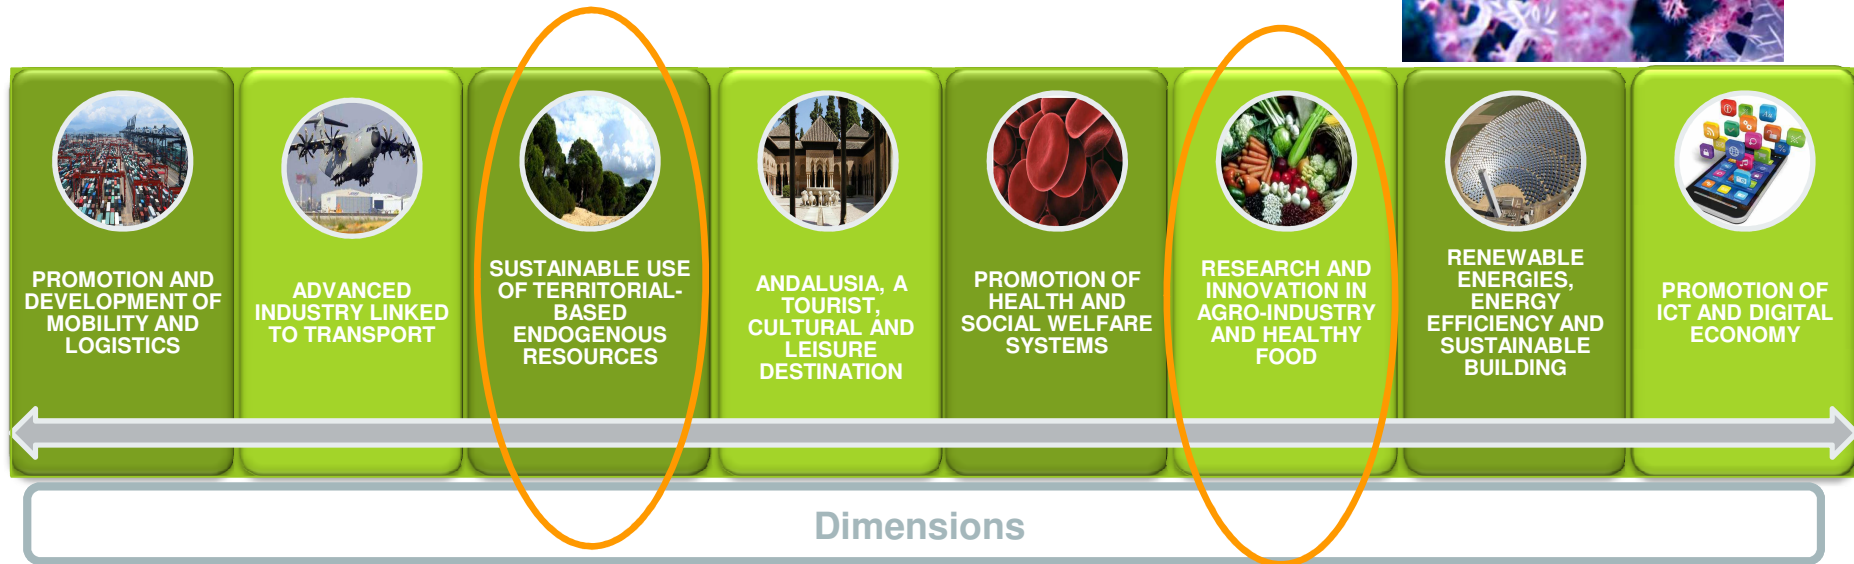 PROMOTION AND
DEVELOPMENT OF
MOBILITY AND
LOGISTICS
ADVANCED
INDUSTRY LINKED
TO TRANSPORT
SUSTAINABLE USE
OF TERRITORIAL-
BASED
ENDOGENOUS
RESOURCES
ANDALUSIA, A
TOURIST,
CULTURAL AND
LEISURE
DESTINATION
PROMOTION OF
HEALTH AND
SOCIAL WELFARE
SYSTEMS
RESEARCH AND
INNOVATION IN
AGRO-INDUSTRY
AND HEALTHY
FOOD
RENEWABLE
ENERGIES,
ENERGY
EFFICIENCY AND
SUSTAINABLE
BUILDING
PROMOTION OF
ICT AND DIGITAL
ECONOMY
Dimensions